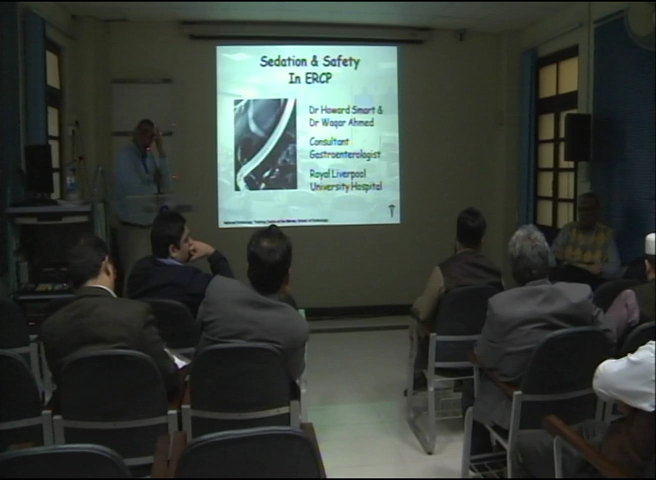 Sedation & Safety
In ERCP
Dr Howard Smart &
Dr Waqar Ahmed
Consultant
Gastroenterologist
Royal Liverpool
University Hospital